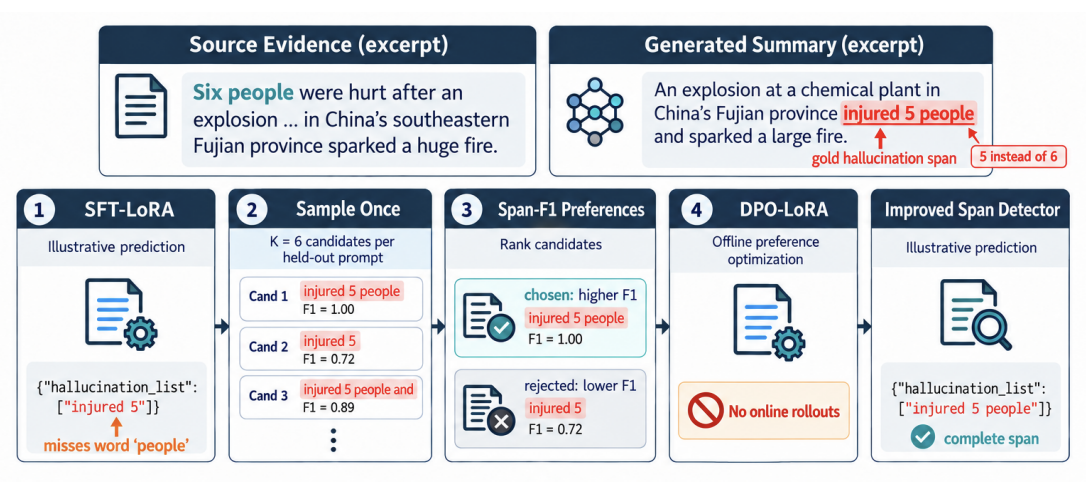 Source Evidence (excerpt)
Six people were hurt after an
explosion ... in China's southeastern
Fujian province sparked a huge fire.
Generated Summary (excerpt)
An explosion at a chemical plant in
China's Fujian province injured 5 people
and sparked a large fire.
gold hallucination span
5 instead of 6
1 SFT-LoRA
Illustrative prediction
{"hallucination_list":
["injured 5"]}
misses word 'people'
2 Sample Once
K = 6 candidates per
held-out prompt
Cand 1
injured 5 people
F1 = 1.00
Cand 2
injured 5
F1 = 0.72
Cand 3
injured 5 people and
F1 = 0.89
3 Span-F1 Preferences
Rank candidates
chosen: higher F1
injured 5 people
F1 = 1.00
rejected: lower F1
injured 5
F1 = 0.72
4 DPO-LoRA
Offline preference
optimization
No online rollouts
Improved Span Detector
Illustrative prediction
{"hallucination_list":
["injured 5 people"]}
complete span